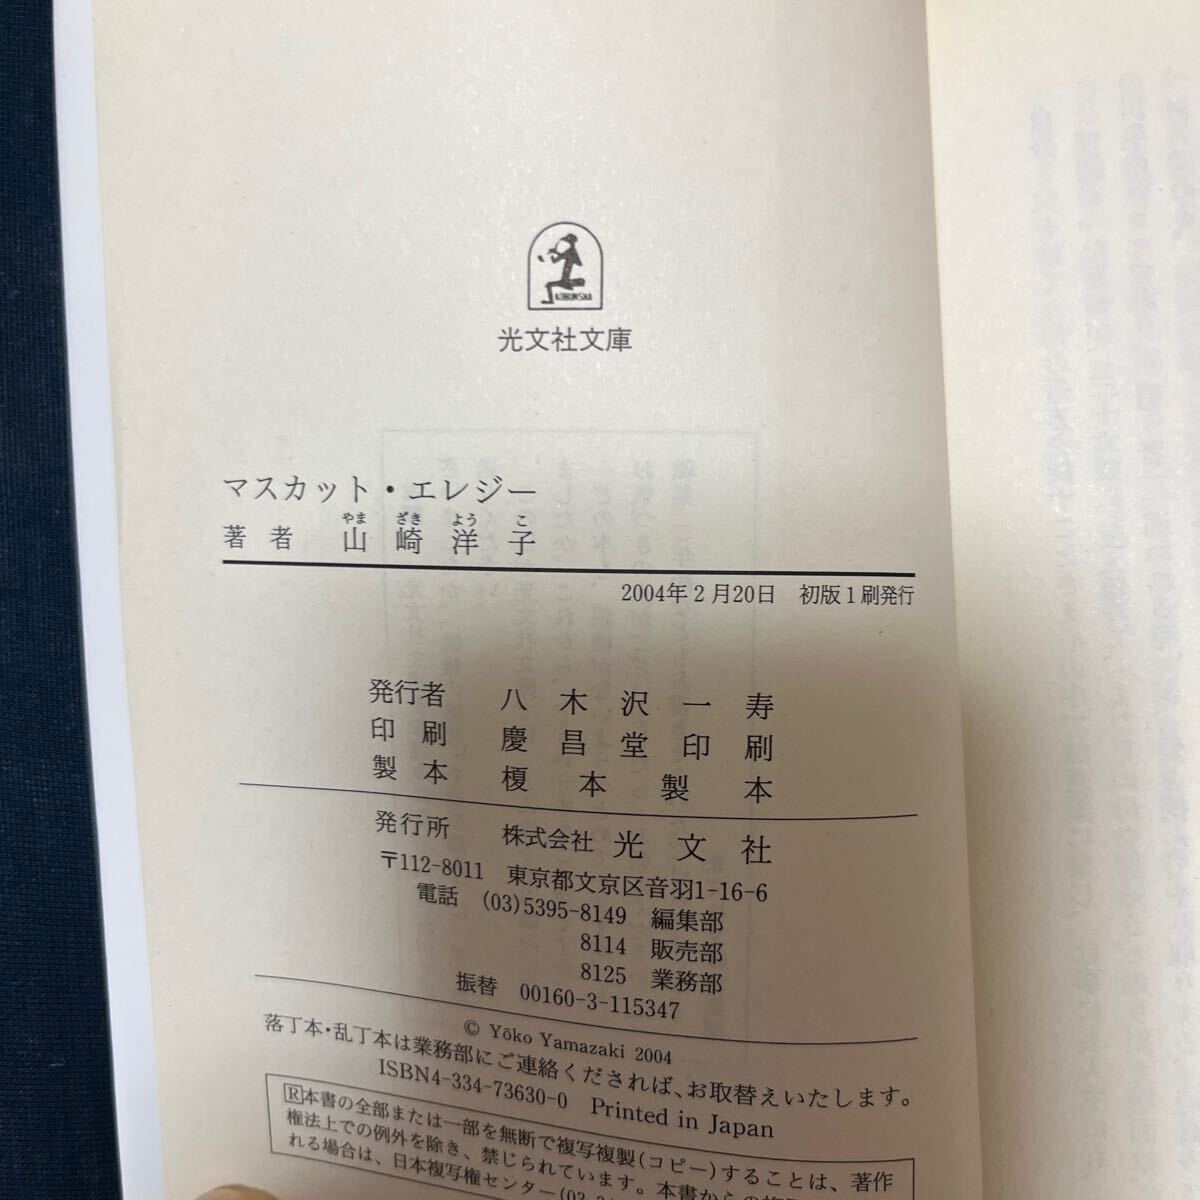 KOBUNSHA
光文社文庫
マスカット・エレジー
著者 山崎洋子
やま ざき よう こ
2004年2月20日 初版1刷発行
発行者 八木沢一寿
印刷 慶昌堂印刷
製本 榎本製本
発行所 株式会社 光文社
〒112-8011 東京都文京区音羽1-16-6
電話 (03)5395-8149 編集部
8114 販売部
8125 業務部
振替 00160-3-115347
© Yōko Yamazaki 2004
落丁本・乱丁本は業務部にご連絡くだされば、お取替えいたします。
ISBN4-334-73630-0 Printed in Japan
Ⓡ本書の全部または一部を無断で複写複製(コピー)することは、著作
権法上での例外を除き、禁じられています。本書からの複
れる場合は、日本複写権センター(03-